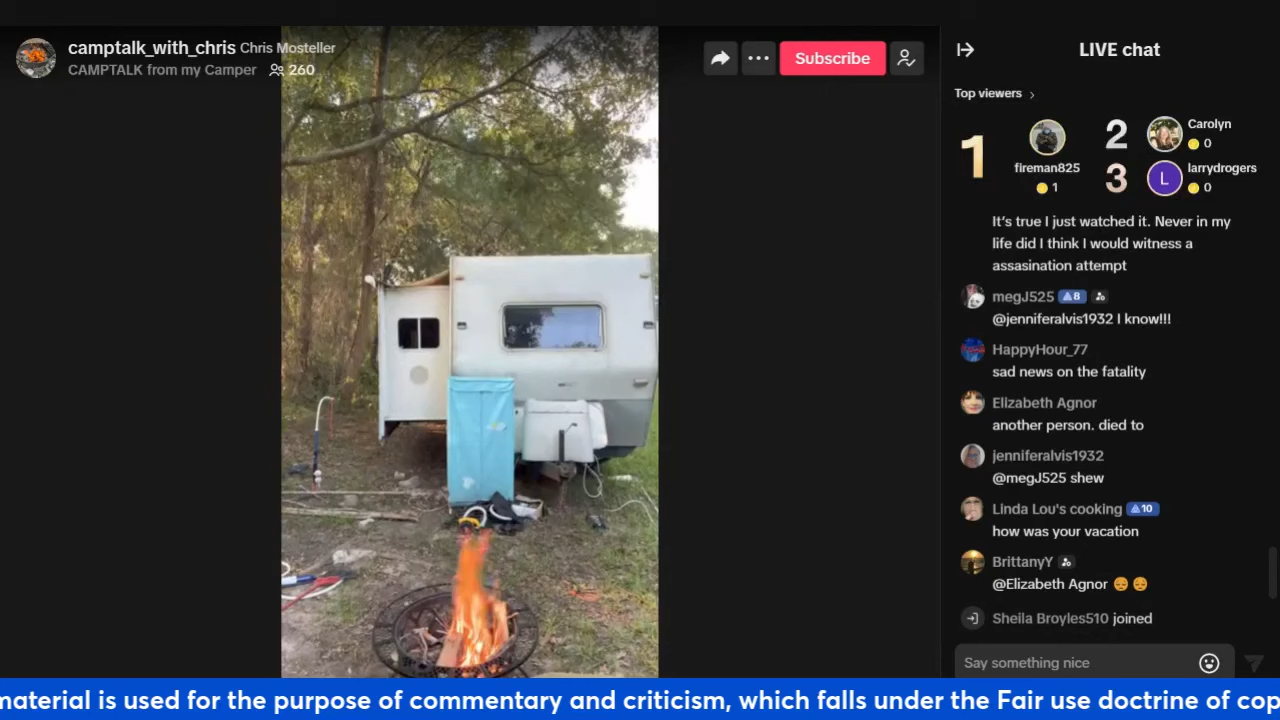 camptalk_with_chris Chris Mosteller
CAMPTALK from my Camper 260
Subscribe
LIVE chat
Top viewers >
1
fireman825
1
2
Carolyn
0
3
L
larrydrogers
0
It's true I just watched it. Never in my
life did I think I would witness a
assasination attempt
megJ525 8
@jenniferalvis1932 I know!!!
HappyHour_77
sad news on the fatality
Elizabeth Agnor
another person. died to
jenniferalvis1932
@megJ525 shew
Linda Lou's cooking 10
how was your vacation
BrittanyY
@Elizabeth Agnor 😔 😔
Sheila Broyles510 joined
Say something nice
material is used for the purpose of commentary and criticism, which falls under the Fair use doctrine of cop